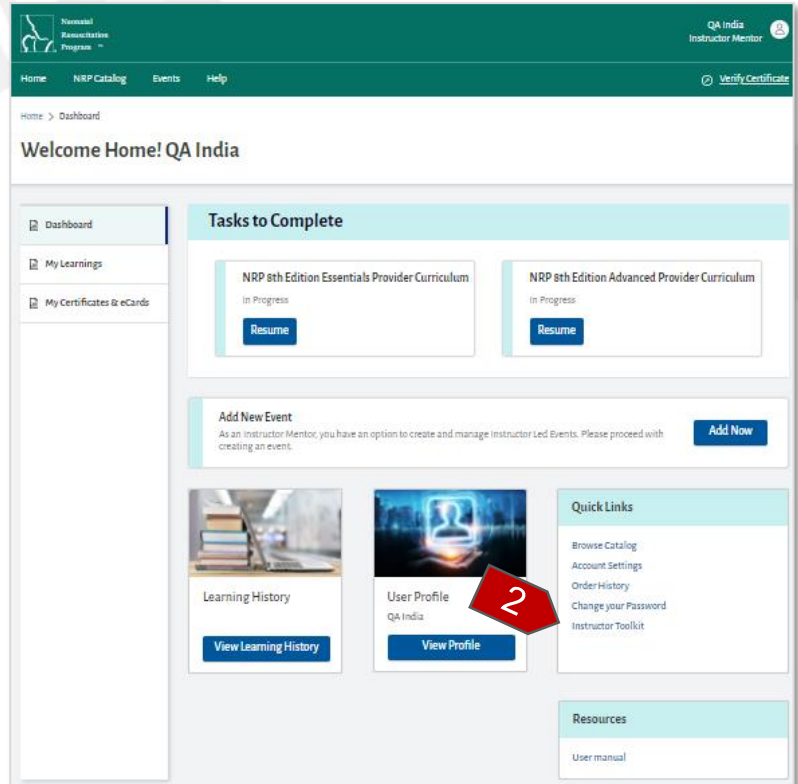 Neonatal
Resuscitation
Program ™
QA India
Instructor Mentor
Home NRP Catalog Events Help
Verify Certificate
Home > Dashboard
Welcome Home! QA India
Dashboard
My Learnings
My Certificates & eCards
Tasks to Complete
NRP 8th Edition Essentials Provider Curriculum
In Progress
Resume
NRP 8th Edition Advanced Provider Curriculum
In Progress
Resume
Add New Event
As an Instructor Mentor, you have an option to create and manage Instructor Led Events. Please proceed with
creating an event.
Add Now
Learning History
View Learning History
User Profile
QA India
View Profile
2
Quick Links
Browse Catalog
Account Settings
Order History
Change your Password
Instructor Toolkit
Resources
User manual